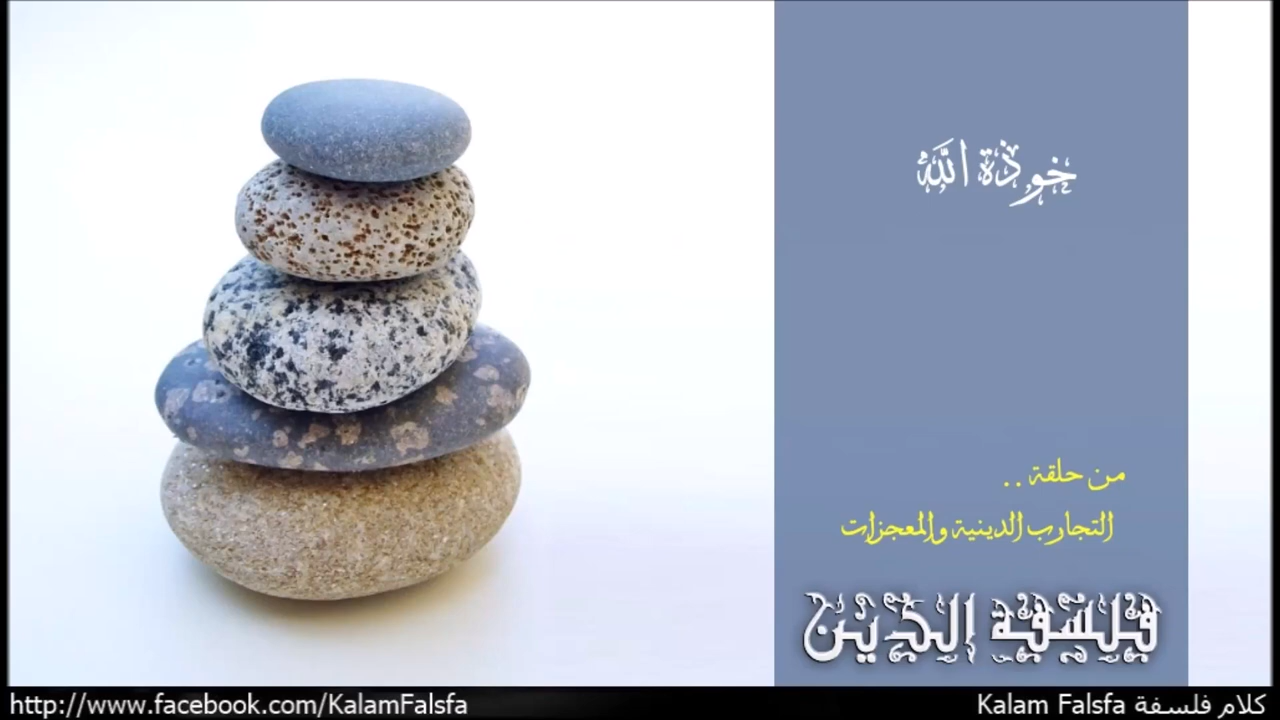 خوذة الله
من حلقة ..
التجارب الدينية والمعجزات
فلسفة الدين
http://www.facebook.com/KalamFalsfa
Kalam Falsfa كلام فلسفة